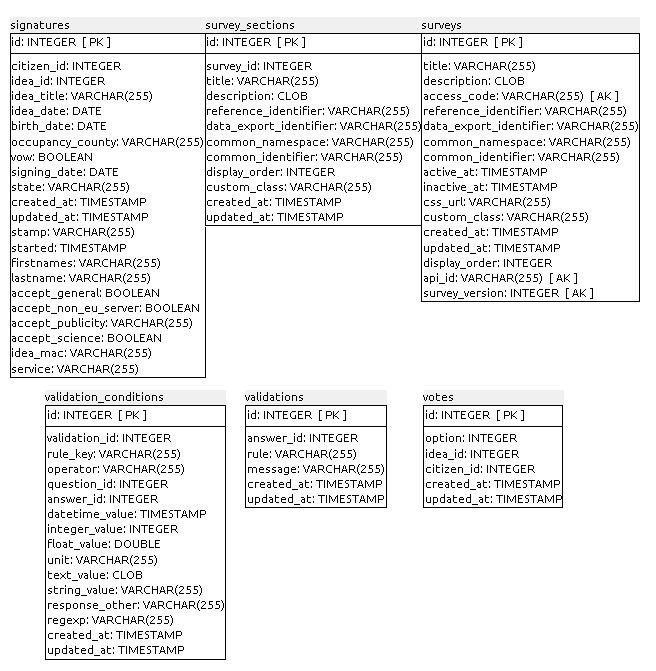 signatures
id: INTEGER [ PK ]
citizen_id: INTEGER
idea_id: INTEGER
idea_title: VARCHAR(255)
idea_date: DATE
birth_date: DATE
occupancy_county: VARCHAR(255)
vow: BOOLEAN
signing_date: DATE
state: VARCHAR(255)
created_at: TIMESTAMP
updated_at: TIMESTAMP
stamp: VARCHAR(255)
started: TIMESTAMP
firstnames: VARCHAR(255)
lastname: VARCHAR(255)
accept_general: BOOLEAN
accept_non_eu_server: BOOLEAN
accept_publicity: VARCHAR(255)
accept_science: BOOLEAN
idea_mac: VARCHAR(255)
service: VARCHAR(255)
survey_sections
id: INTEGER [ PK ]
survey_id: INTEGER
title: VARCHAR(255)
description: CLOB
reference_identifier: VARCHAR(255)
data_export_identifier: VARCHAR(255)
common_namespace: VARCHAR(255)
common_identifier: VARCHAR(255)
display_order: INTEGER
custom_class: VARCHAR(255)
created_at: TIMESTAMP
updated_at: TIMESTAMP
surveys
id: INTEGER [ PK ]
title: VARCHAR(255)
description: CLOB
access_code: VARCHAR(255) [ AK ]
reference_identifier: VARCHAR(255)
data_export_identifier: VARCHAR(255)
common_namespace: VARCHAR(255)
common_identifier: VARCHAR(255)
active_at: TIMESTAMP
inactive_at: TIMESTAMP
css_url: VARCHAR(255)
custom_class: VARCHAR(255)
created_at: TIMESTAMP
updated_at: TIMESTAMP
display_order: INTEGER
api_id: VARCHAR(255) [ AK ]
survey_version: INTEGER [ AK ]
validation_conditions
id: INTEGER [ PK ]
validation_id: INTEGER
rule_key: VARCHAR(255)
operator: VARCHAR(255)
question_id: INTEGER
answer_id: INTEGER
datetime_value: TIMESTAMP
integer_value: INTEGER
float_value: DOUBLE
unit: VARCHAR(255)
text_value: CLOB
string_value: VARCHAR(255)
response_other: VARCHAR(255)
regexp: VARCHAR(255)
created_at: TIMESTAMP
updated_at: TIMESTAMP
validations
id: INTEGER [ PK ]
answer_id: INTEGER
rule: VARCHAR(255)
message: VARCHAR(255)
created_at: TIMESTAMP
updated_at: TIMESTAMP
votes
id: INTEGER [ PK ]
option: INTEGER
idea_id: INTEGER
citizen_id: INTEGER
created_at: TIMESTAMP
updated_at: TIMESTAMP